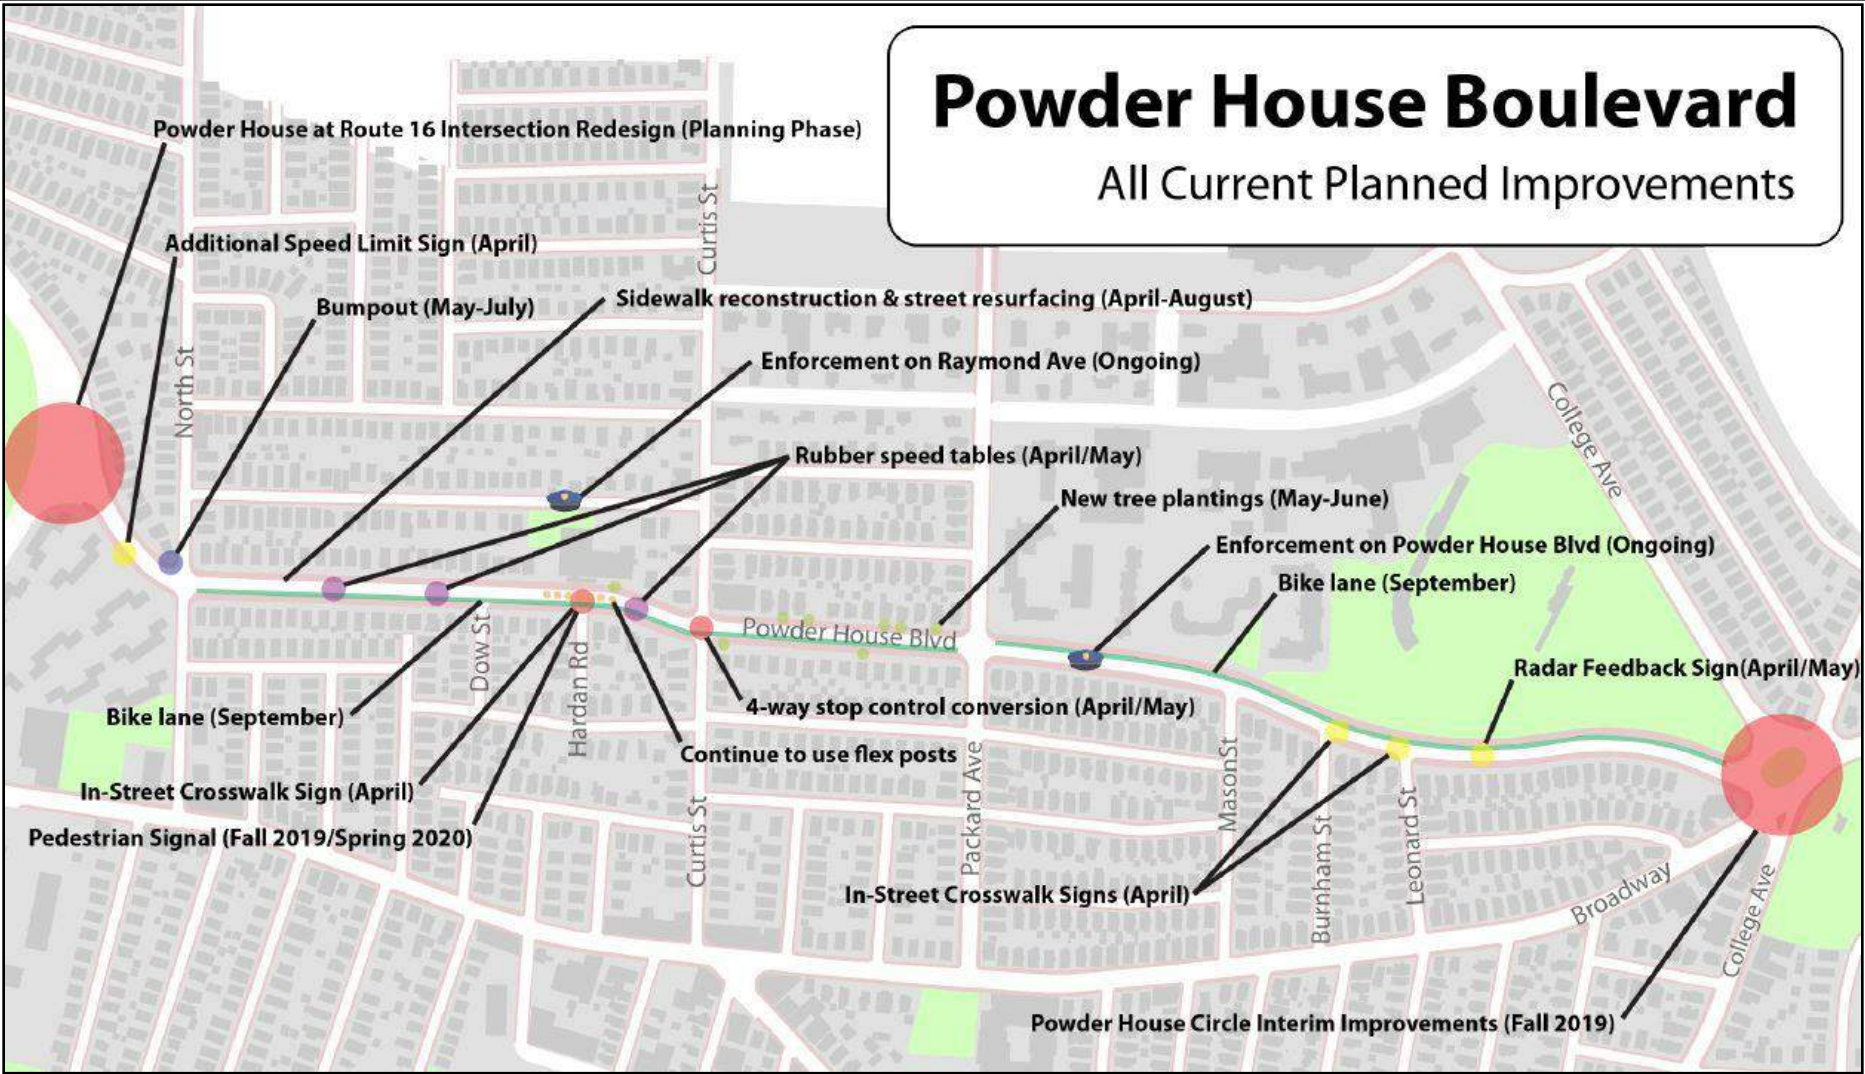 Powder House Boulevard
All Current Planned Improvements
Powder House at Route 16 Intersection Redesign (Planning Phase)
Additional Speed Limit Sign (April)
Bumpout (May-July)
Sidewalk reconstruction & street resurfacing (April-August)
Enforcement on Raymond Ave (Ongoing)
Rubber speed tables (April/May)
New tree plantings (May-June)
Enforcement on Powder House Blvd (Ongoing)
Bike lane (September)
Radar Feedback Sign(April/May)
Curtis St
North St
College Ave
Powder House Blvd
Dow St
Hardan Rd
4-way stop control conversion (April/May)
Bike lane (September)
Continue to use flex posts
In-Street Crosswalk Sign (April)
Pedestrian Signal (Fall 2019/Spring 2020)
Curtis St
Packard Ave
MasonSt
Burnham St
Leonard St
Broadway
College Ave
In-Street Crosswalk Signs (April)
Powder House Circle Interim Improvements (Fall 2019)